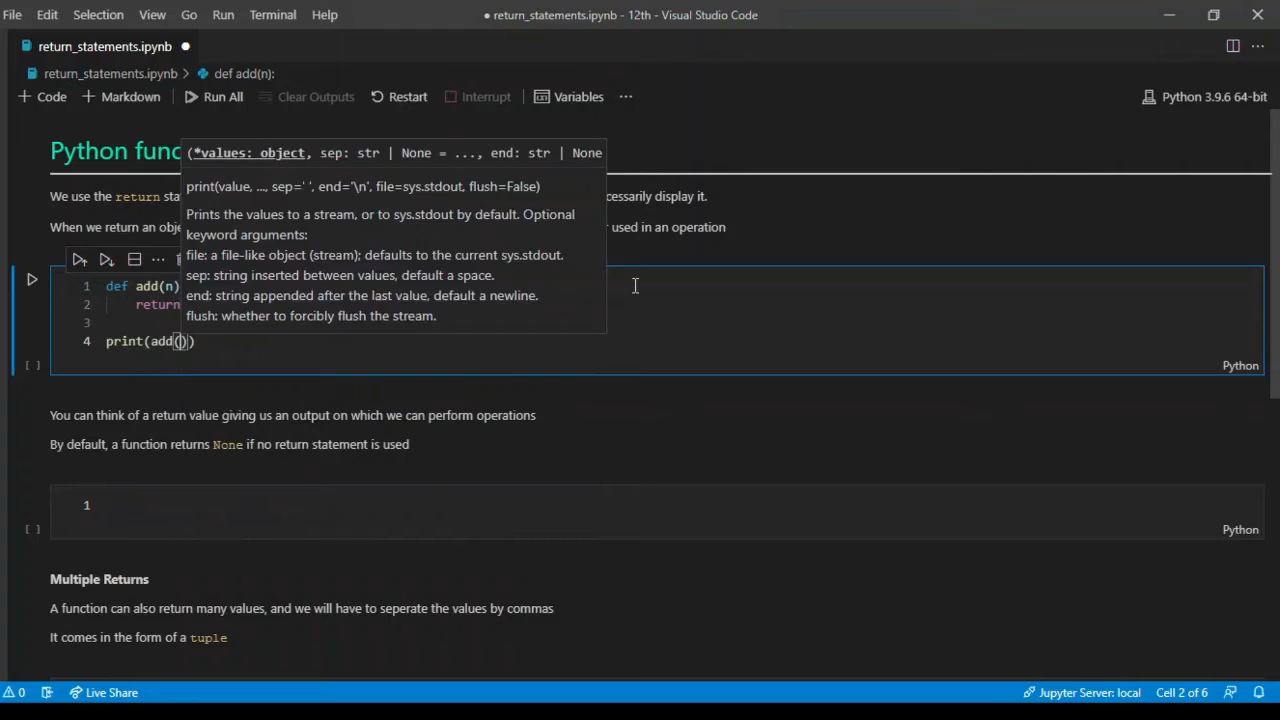 File Edit Selection View Go Run Terminal Help ● return_statements.ipynb - 12th - Visual Studio Code
return_statements.ipynb ●
return_statements.ipynb > def add(n):
+ Code + Markdown Run All Clear Outputs Restart Interrupt Variables ... Python 3.9.6 64-bit
Python func
(*values: object, sep: str | None = ..., end: str | None
print(value, ..., sep=' ', end='\n', file=sys.stdout, flush=False)
We use the return sta
cessarily display it.
Prints the values to a stream, or to sys.stdout by default. Optional
keyword arguments:
When we return an obje
r used in an operation
file: a file-like object (stream); defaults to the current sys.stdout.
sep: string inserted between values, default a space.
end: string appended after the last value, default a newline.
flush: whether to forcibly flush the stream.
1 def add(n)
2 return
3
4 print(add())
[ ] Python
You can think of a return value giving us an output on which we can perform operations
By default, a function returns None if no return statement is used
1
[ ] Python
Multiple Returns
A function can also return many values, and we will have to seperate the values by commas
It comes in the form of a tuple
0 Live Share Jupyter Server: local Cell 2 of 6